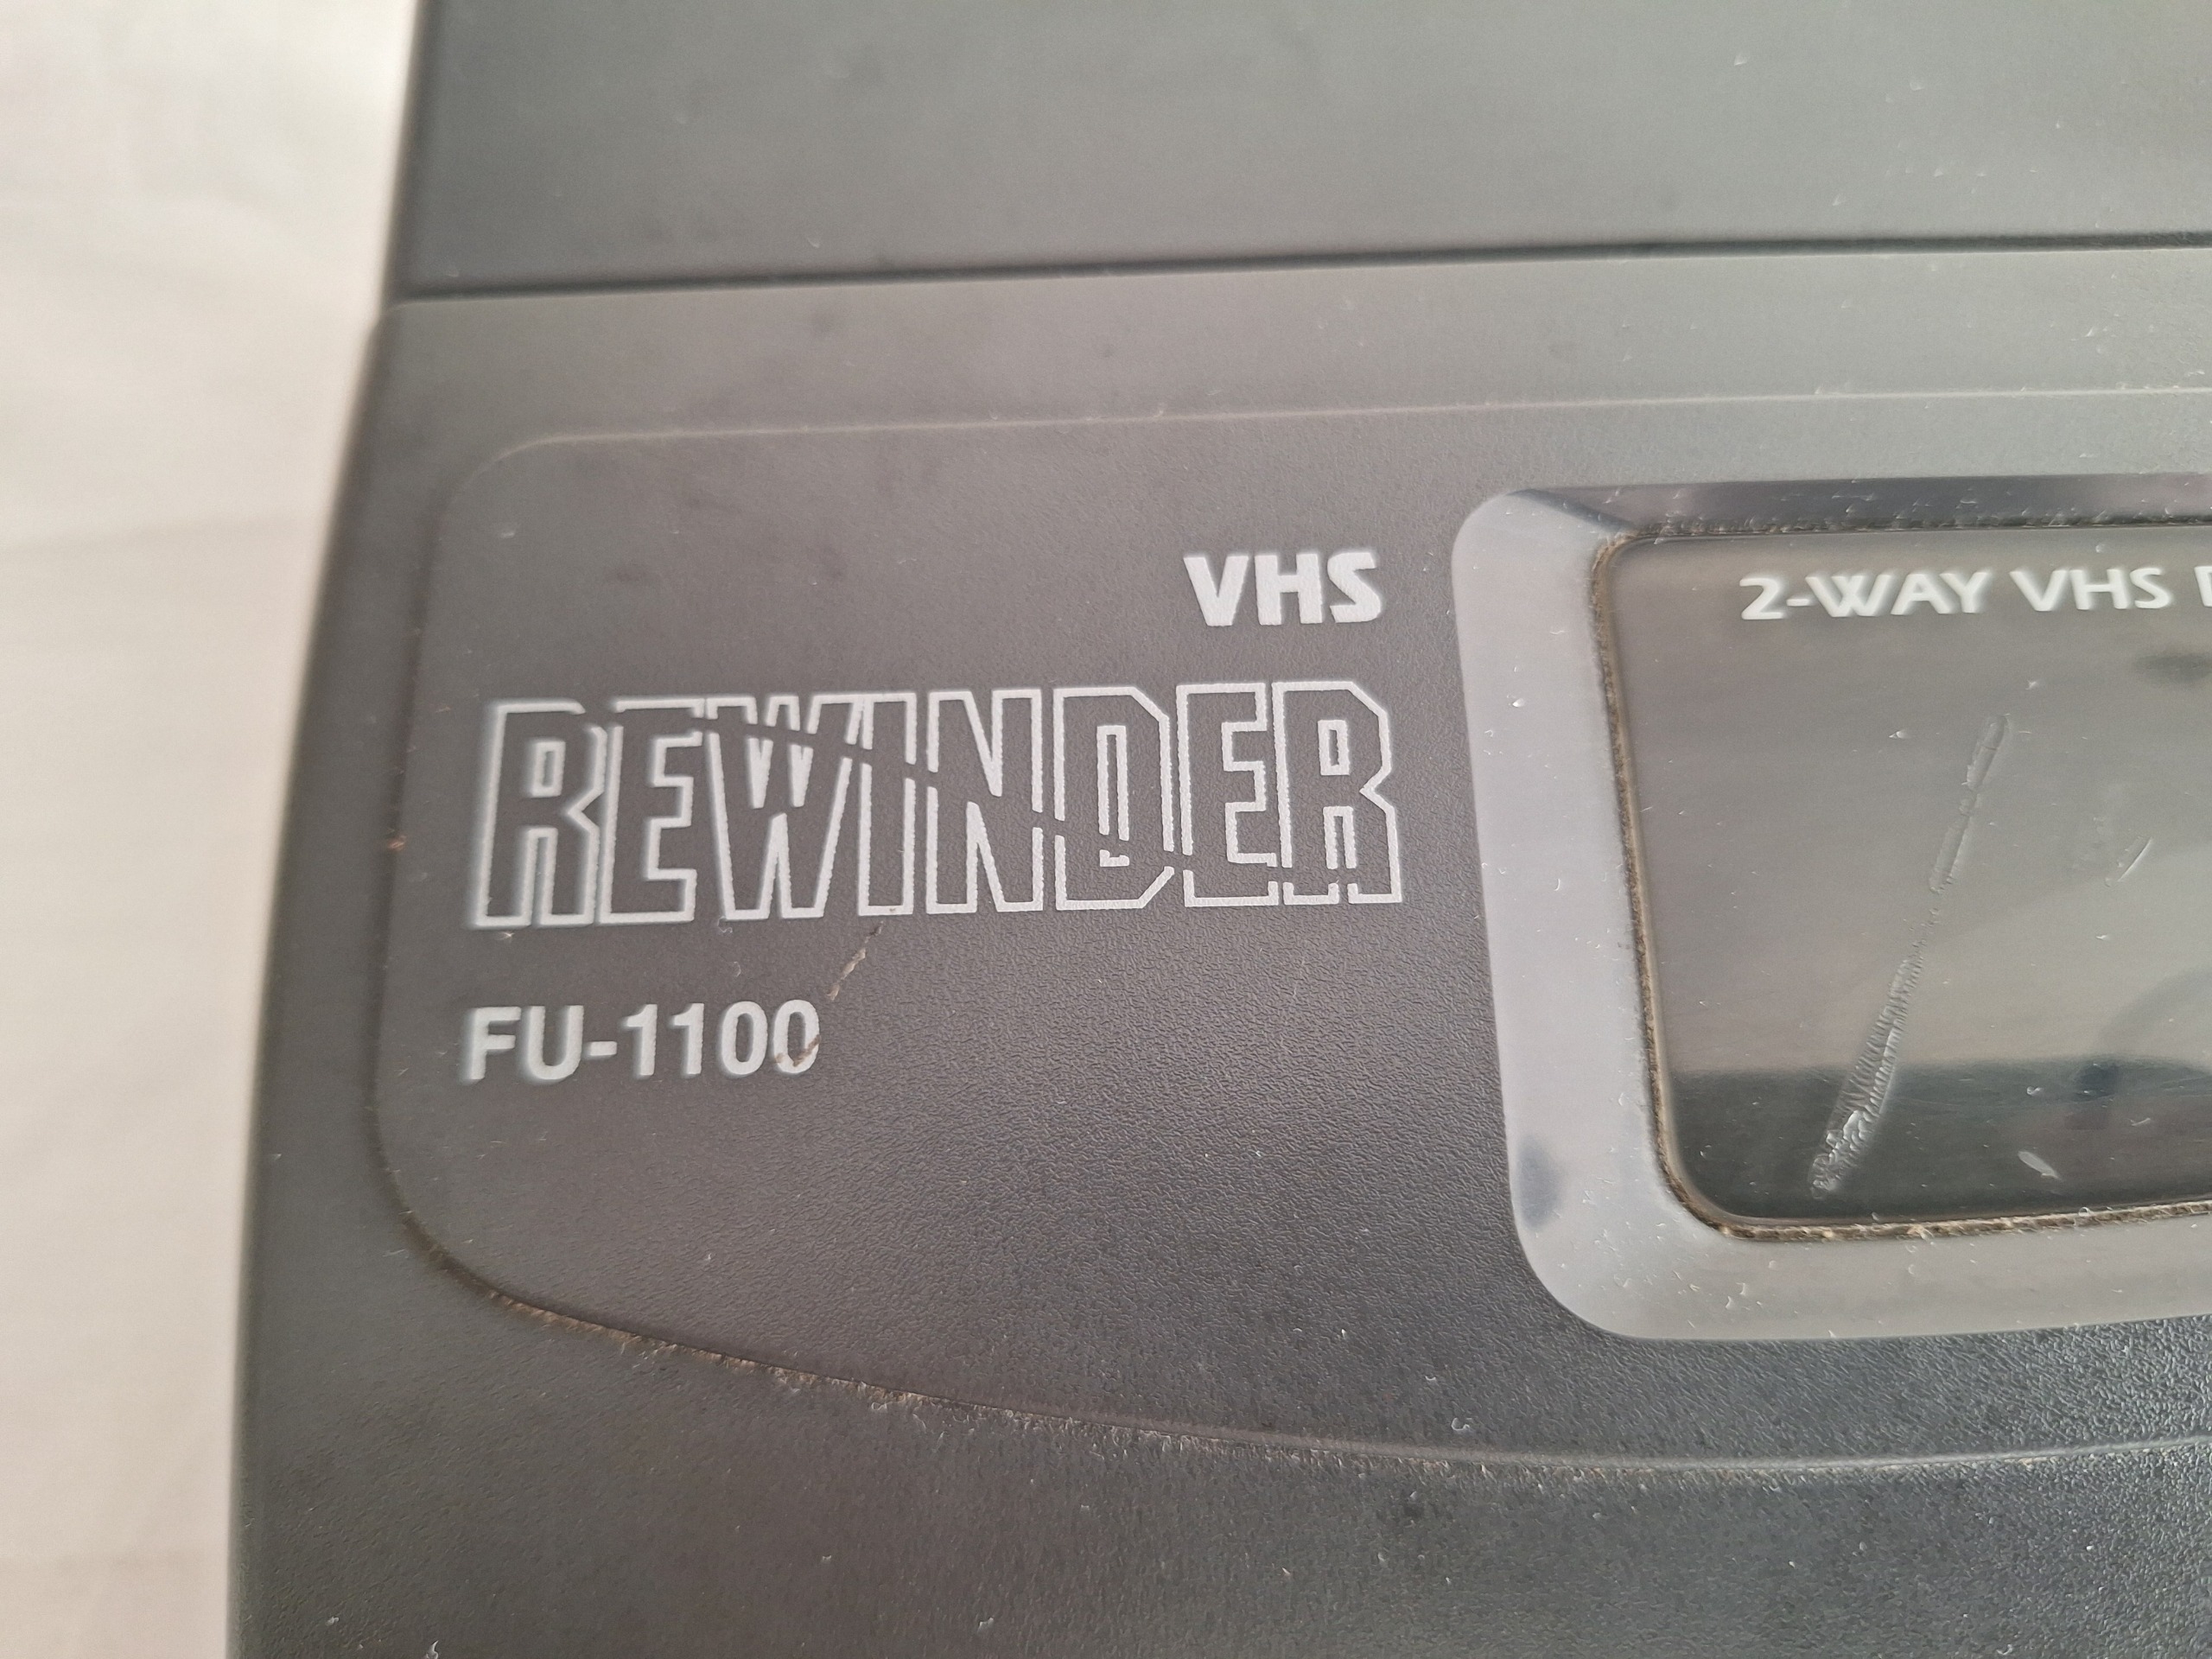 VHS
REWINDER
FU-1100
2-WAY VHS